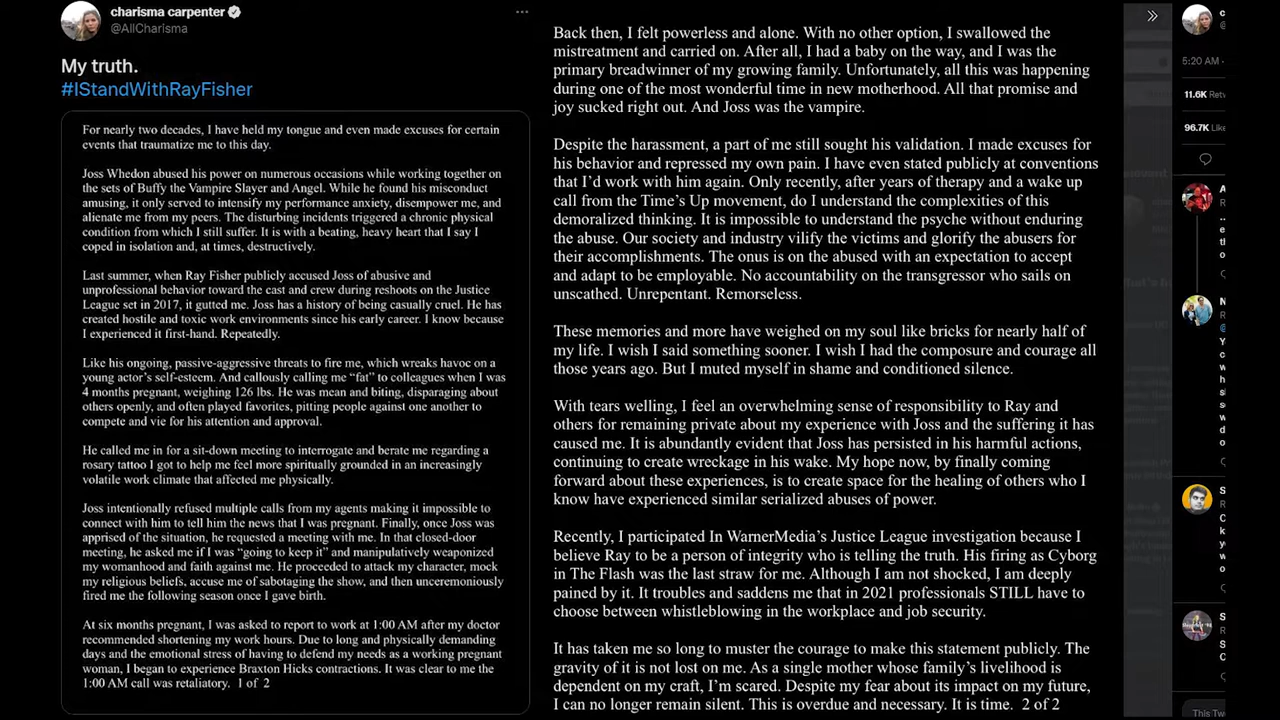 charisma carpenter
@AllCharisma
My truth.
#IStandWithRayFisher
For nearly two decades, I have held my tongue and even made excuses for certain
events that traumatize me to this day.
Joss Whedon abused his power on numerous occasions while working together on
the sets of Buffy the Vampire Slayer and Angel. While he found his misconduct
amusing, it only served to intensify my performance anxiety, disempower me, and
alienate me from my peers. The disturbing incidents triggered a chronic physical
condition from which I still suffer. It is with a beating, heavy heart that I say I
coped in isolation and, at times, destructively.
Last summer, when Ray Fisher publicly accused Joss of abusive and
unprofessional behavior toward the cast and crew during reshoots on the Justice
League set in 2017, it gutted me. Joss has a history of being casually cruel. He has
created hostile and toxic work environments since his early career. I know because
I experienced it first-hand. Repeatedly.
Like his ongoing, passive-aggressive threats to fire me, which wreaks havoc on a
young actor's self-esteem. And callously calling me “fat” to colleagues when I was
4 months pregnant, weighing 126 lbs. He was mean and biting, disparaging about
others openly, and often played favorites, pitting people against one another to
compete and vie for his attention and approval.
He called me in for a sit-down meeting to interrogate and berate me regarding a
rosary tattoo I got to help me feel more spiritually grounded in an increasingly
volatile work climate that affected me physically.
Joss intentionally refused multiple calls from my agents making it impossible to
connect with him to tell him the news that I was pregnant. Finally, once Joss was
apprised of the situation, he requested a meeting with me. In that closed-door
meeting, he asked me if I was “going to keep it” and manipulatively weaponized
my womanhood and faith against me. He proceeded to attack my character, mock
my religious beliefs, accuse me of sabotaging the show, and then unceremoniously
fired me the following season once I gave birth.
At six months pregnant, I was asked to report to work at 1:00 AM after my doctor
recommended shortening my work hours. Due to long and physically demanding
days and the emotional stress of having to defend my needs as a working pregnant
woman, I began to experience Braxton Hicks contractions. It was clear to me the
1:00 AM call was retaliatory. 1 of 2
Back then, I felt powerless and alone. With no other option, I swallowed the
mistreatment and carried on. After all, I had a baby on the way, and I was the
primary breadwinner of my growing family. Unfortunately, all this was happening
during one of the most wonderful time in new motherhood. All that promise and
joy sucked right out. And Joss was the vampire.
Despite the harassment, a part of me still sought his validation. I made excuses for
his behavior and repressed my own pain. I have even stated publicly at conventions
that I'd work with him again. Only recently, after years of therapy and a wake up
call from the Time's Up movement, do I understand the complexities of this
demoralized thinking. It is impossible to understand the psyche without enduring
the abuse. Our society and industry vilify the victims and glorify the abusers for
their accomplishments. The onus is on the abused with an expectation to accept
and adapt to be employable. No accountability on the transgressor who sails on
unscathed. Unrepentant. Remorseless.
These memories and more have weighed on my soul like bricks for nearly half of
my life. I wish I said something sooner. I wish I had the composure and courage all
those years ago. But I muted myself in shame and conditioned silence.
With tears welling, I feel an overwhelming sense of responsibility to Ray and
others for remaining private about my experience with Joss and the suffering it has
caused me. It is abundantly evident that Joss has persisted in his harmful actions,
continuing to create wreckage in his wake. My hope now, by finally coming
forward about these experiences, is to create space for the healing of others who I
know have experienced similar serialized abuses of power.
Recently, I participated In WarnerMedia's Justice League investigation because I
believe Ray to be a person of integrity who is telling the truth. His firing as Cyborg
in The Flash was the last straw for me. Although I am not shocked, I am deeply
pained by it. It troubles and saddens me that in 2021 professionals STILL have to
choose between whistleblowing in the workplace and job security.
It has taken me so long to muster the courage to make this statement publicly. The
gravity of it is not lost on me. As a single mother whose family's livelihood is
dependent on my craft, I'm scared. Despite my fear about its impact on my future,
I can no longer remain silent. This is overdue and necessary. It is time. 2 of 2
5:20 AM ·
11.6K
96.7K
This